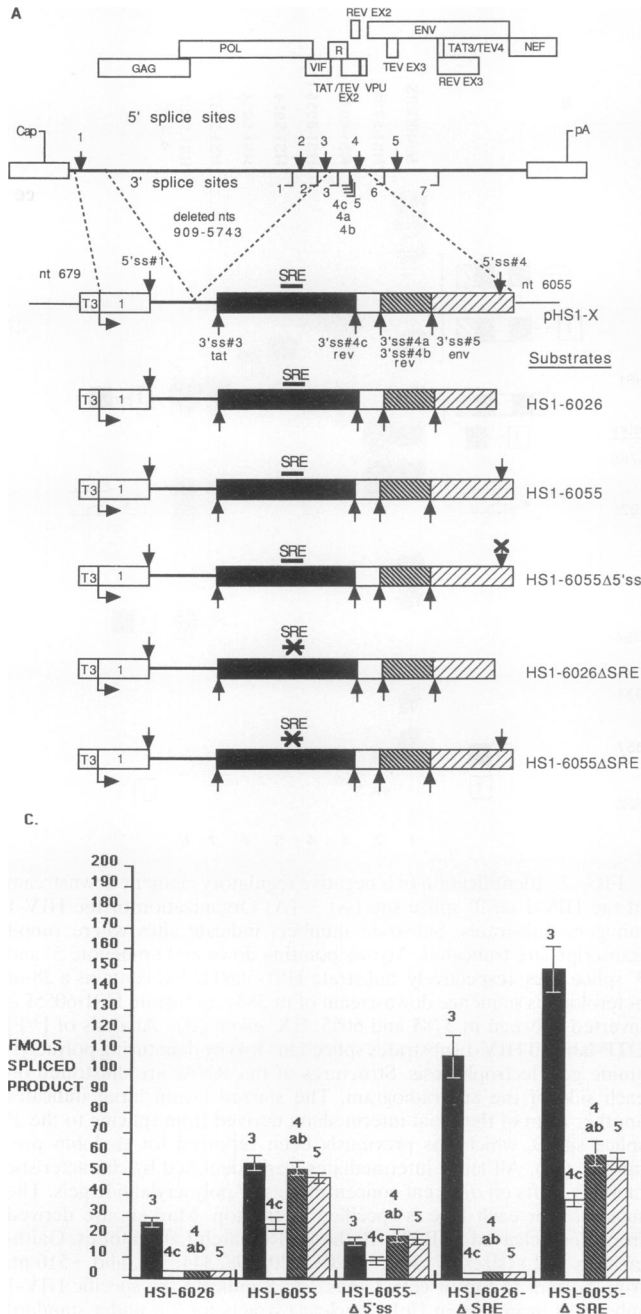 A
REV EX2
ENV
POL
R
TAT3/TEV4
NEF
GAG
VIF
TEV EX3
REV EX3
TAT/TEV VPU
EX2
5' splice sites
Cap
pA
1 2 3 4 5
3' splice sites
1 2 3 4c 5 6 7
4a
4b
deleted nts
909-5743
5'ss#1
5'ss#4
nt 679
nt 6055
SRE
T3 1
pHS1-X
3'ss#3
tat
3'ss#4c
rev
3'ss#4a
3'ss#4b
rev
3'ss#5
env
Substrates
SRE
T3 1
HS1-6026
SRE
T3 1
HS1-6055
SRE
T3 1
HS1-6055Δ5'ss
SRE
T3 1
HS1-6026ΔSRE
SRE
T3 1
HS1-6055ΔSRE
C.
200
190
180
170
160
150
140
130
120
110
100
90
80
70
60
50
40
30
20
10
FMOLS
SPLICED
PRODUCT
3 4c ab 5
4
3 4c ab 5
4
3 4c ab 5
4
3 4c ab 5
4
3 4c ab 5
4
HSI-6026
HSI-6055
HSI-6055-
Δ 5'ss
HSI-6026-
Δ SRE
HSI-6055-
Δ SRE